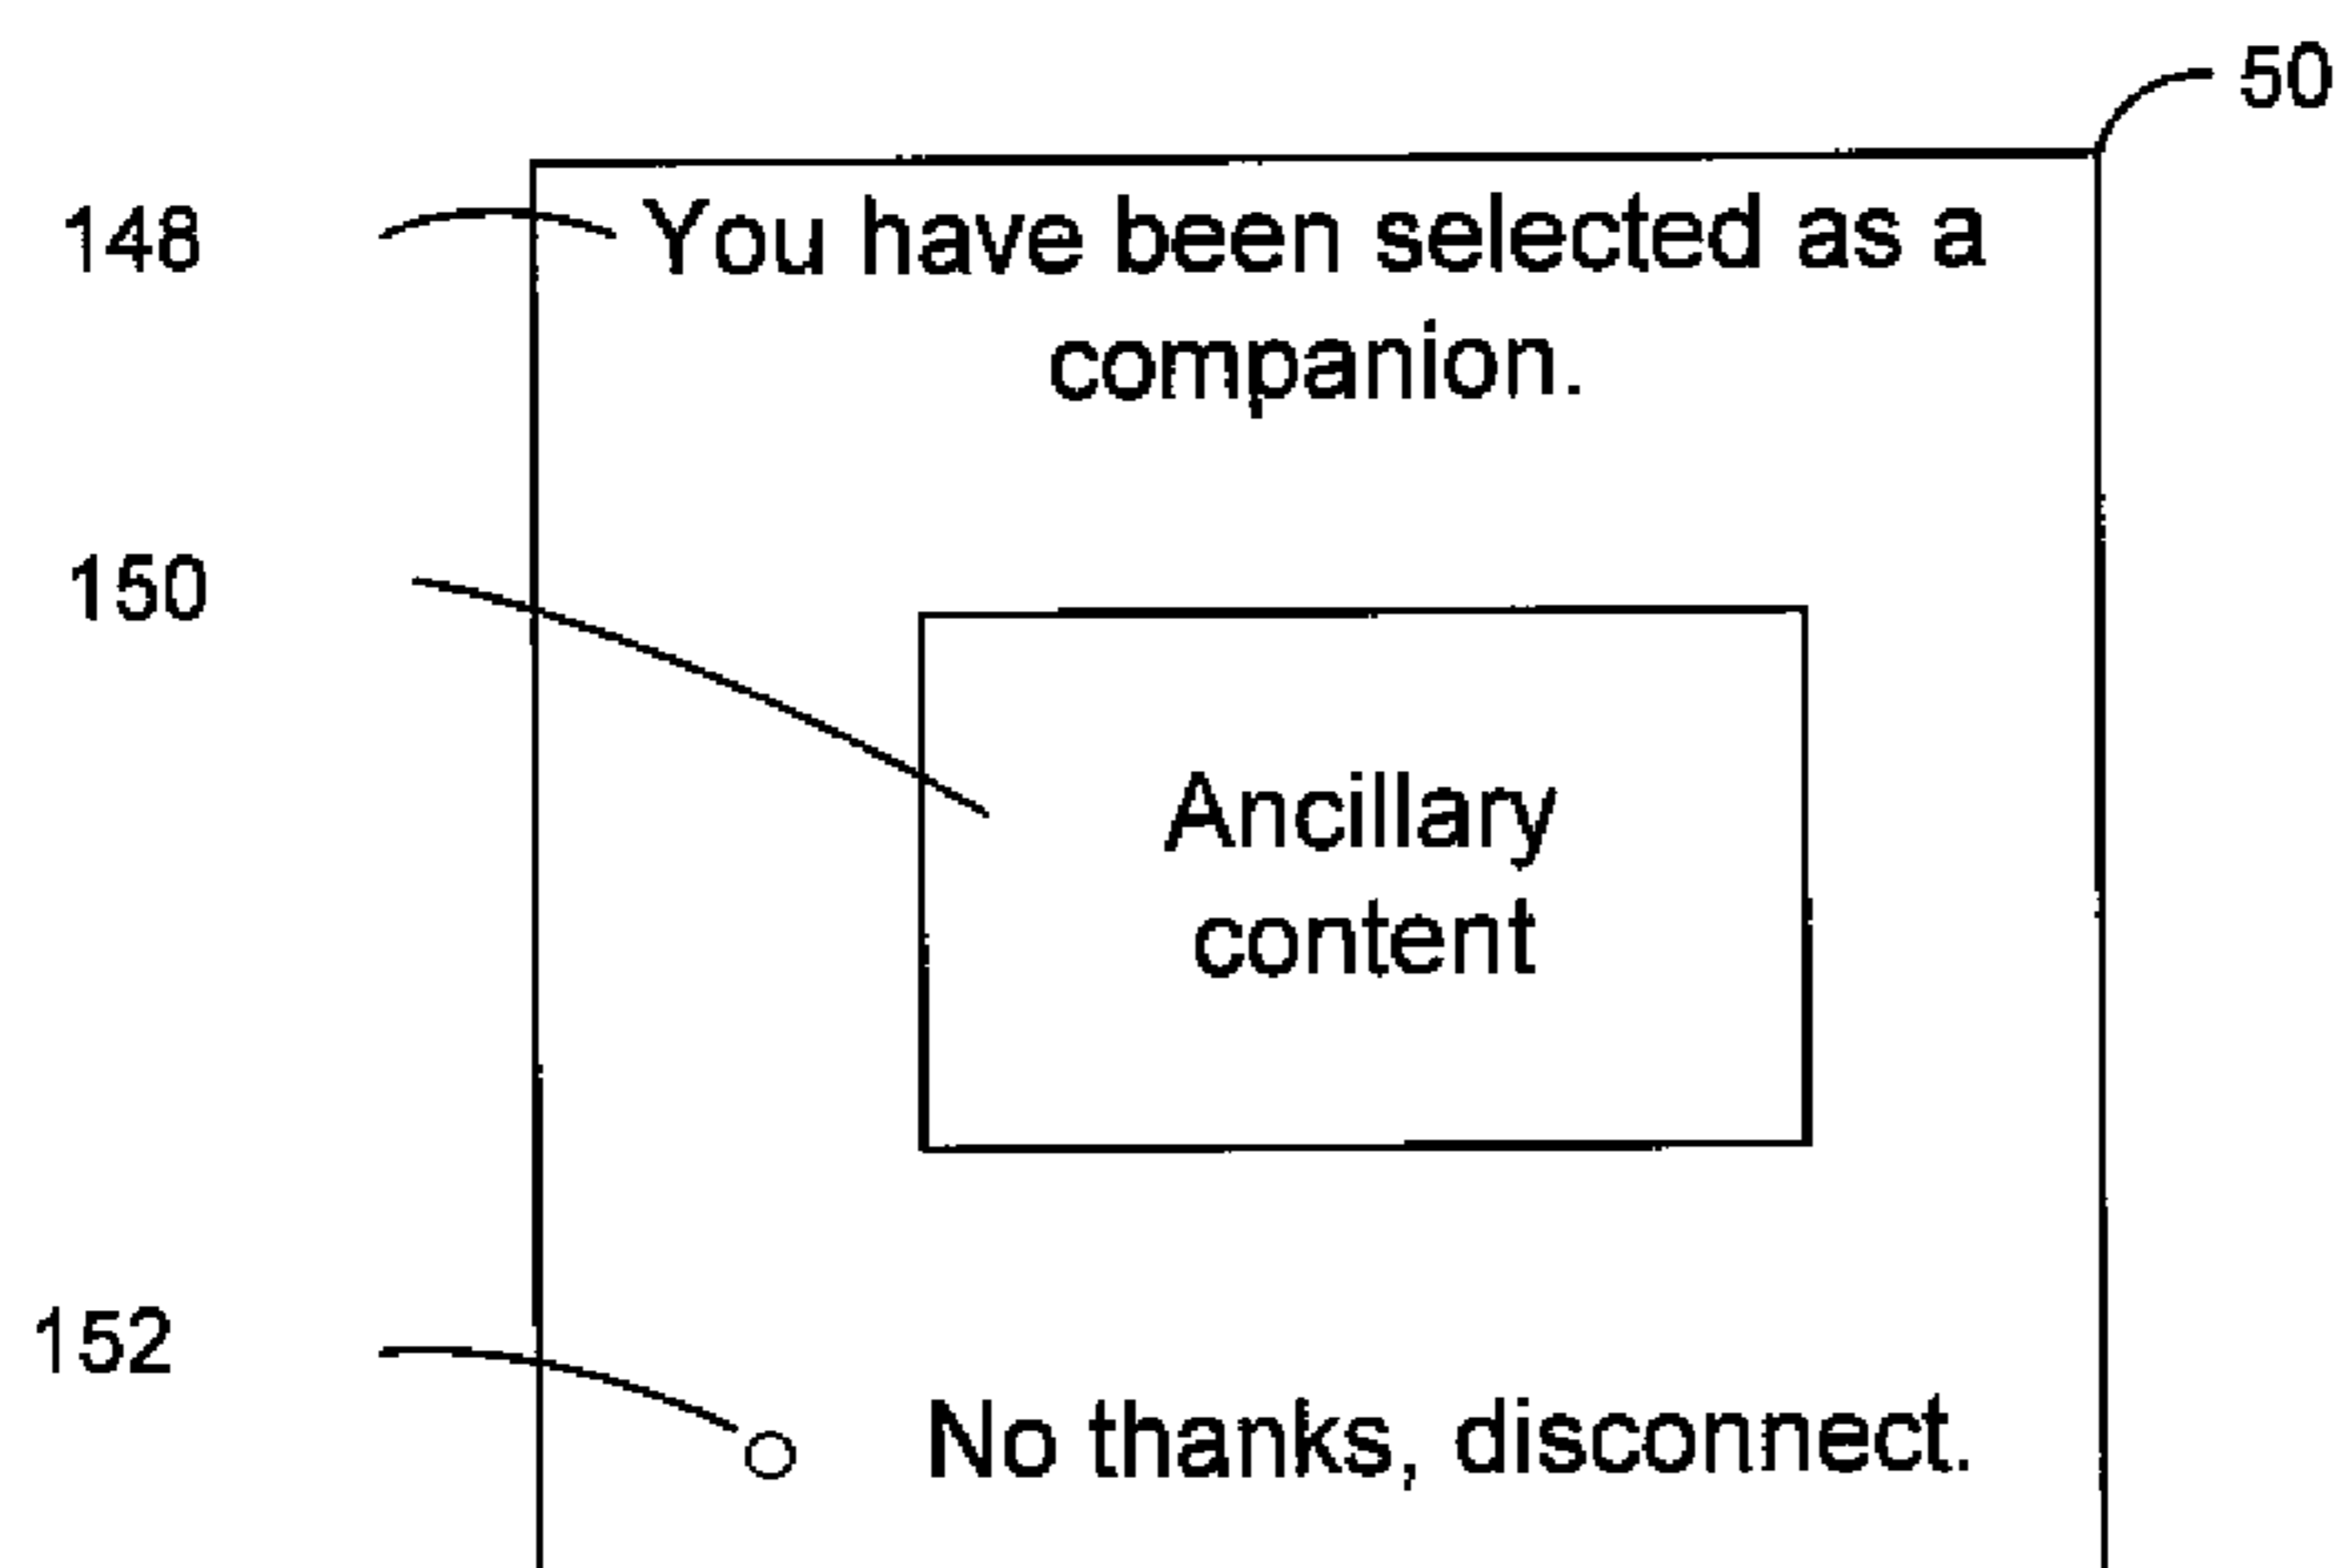 50
148
You have been selected as a
companion.
150
Ancillary
content
152
No thanks, disconnect.